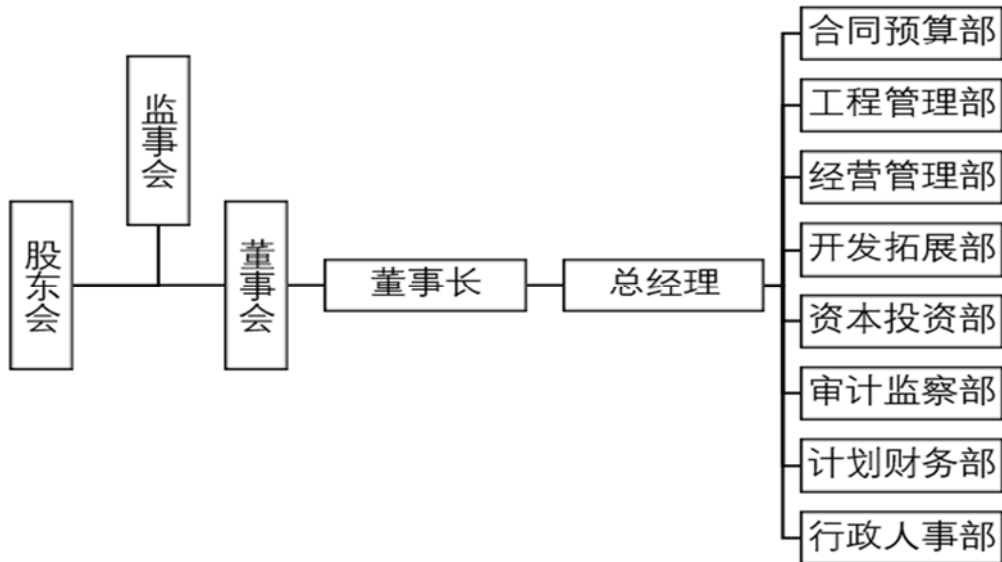 股东会
监事会
董事会
董事长
总经理
合同预算部
工程管理部
经营管理部
开发拓展部
资本投资部
审计监察部
计划财务部
行政人事部